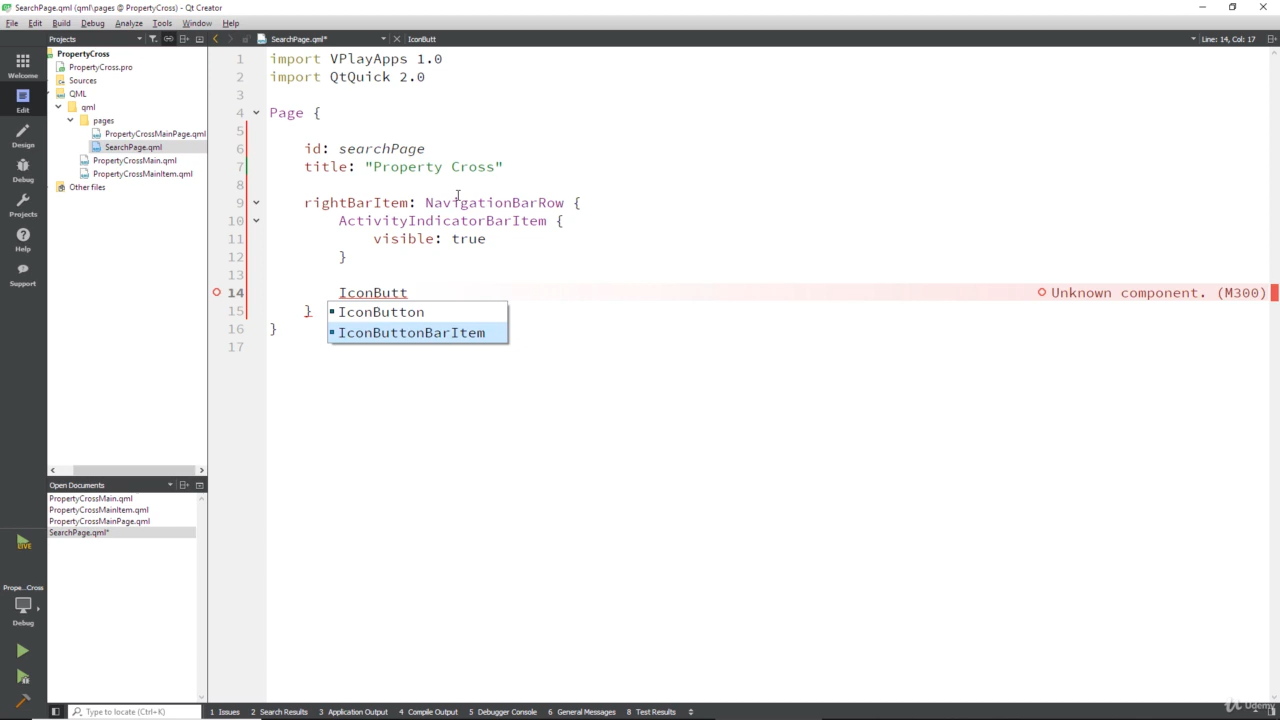 SearchPage.qml (qml\pages @ PropertyCross) - Qt Creator
File Edit Build Debug Analyze Tools Window Help
Projects SearchPage.qml* IconButt Line: 14, Col: 17
Welcome
Edit
Design
Debug
Projects
Help
Support
LIVE
Prope...Cross
Debug
PropertyCross
PropertyCross.pro
Sources
QML
qml
pages
PropertyCrossMainPage.qml
SearchPage.qml
PropertyCrossMain.qml
PropertyCrossMainItem.qml
Other files
Open Documents
PropertyCrossMain.qml
PropertyCrossMainItem.qml
PropertyCrossMainPage.qml
SearchPage.qml*
1 import VPlayApps 1.0
2 import QtQuick 2.0
3
4 Page {
5
6 id: searchPage
7 title: "Property Cross"
8
9 rightBarItem: NavigationBarRow {
10 ActivityIndicatorBarItem {
11 visible: true
12 }
13
14 IconButt Unknown component. (M300)
15 }
IconButton
IconButtonBarItem
16 }
17
Type to locate (Ctrl+K) 1 Issues 2 Search Results 3 Application Output 4 Compile Output 5 Debugger Console 6 General Messages 8 Test Results
Udemy